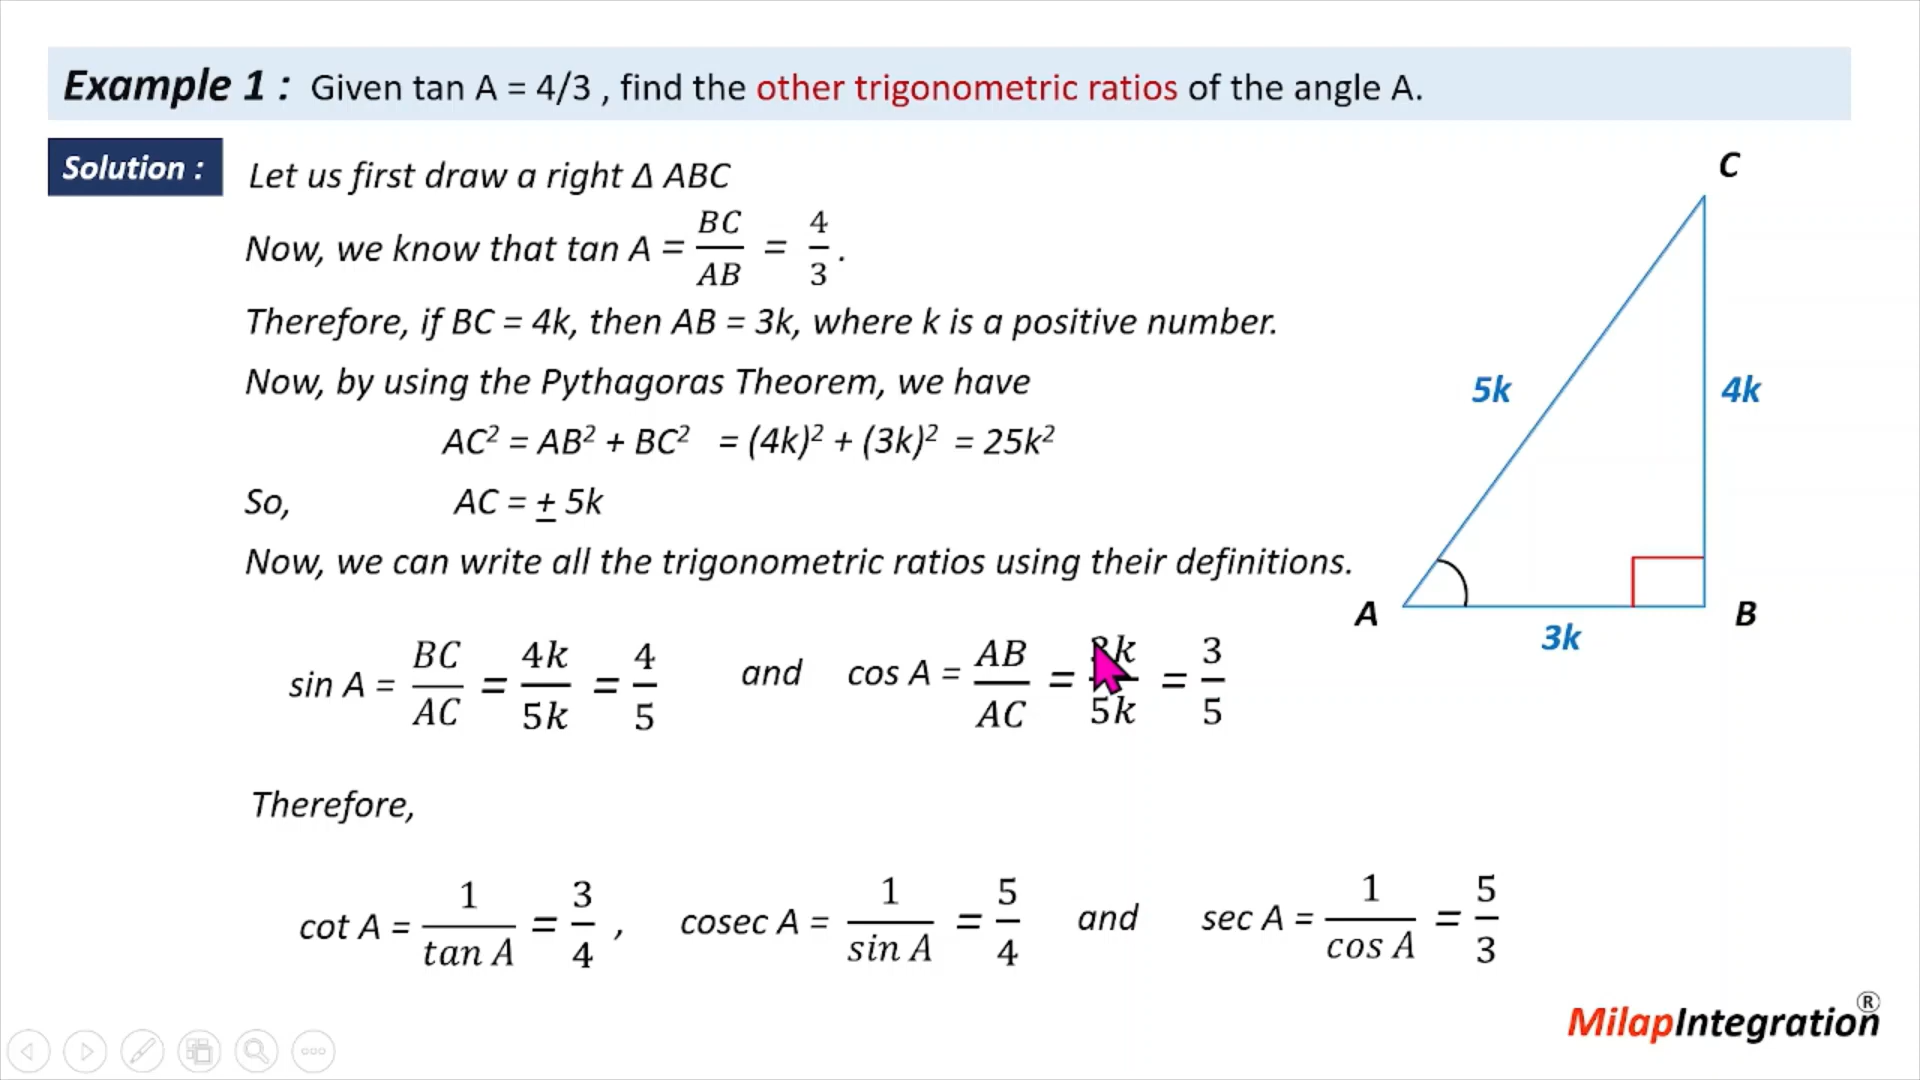 Example 1 : Given tan A = 4/3 , find the other trigonometric ratios of the angle A.
Solution : Let us first draw a right Δ ABC
Now, we know that tan A = BC/AB = 4/3 .
Therefore, if BC = 4k, then AB = 3k, where k is a positive number.
Now, by using the Pythagoras Theorem, we have
AC² = AB² + BC² = (4k)² + (3k)² = 25k²
So, AC = ± 5k
Now, we can write all the trigonometric ratios using their definitions.
sin A = BC/AC = 4k/5k = 4/5 and cos A = AB/AC = k/5k = 3/5
Therefore,
cot A = 1/tan A = 3/4 , cosec A = 1/sin A = 5/4 and sec A = 1/cos A = 5/3
C
5k
4k
A
B
3k
MilapIntegration®